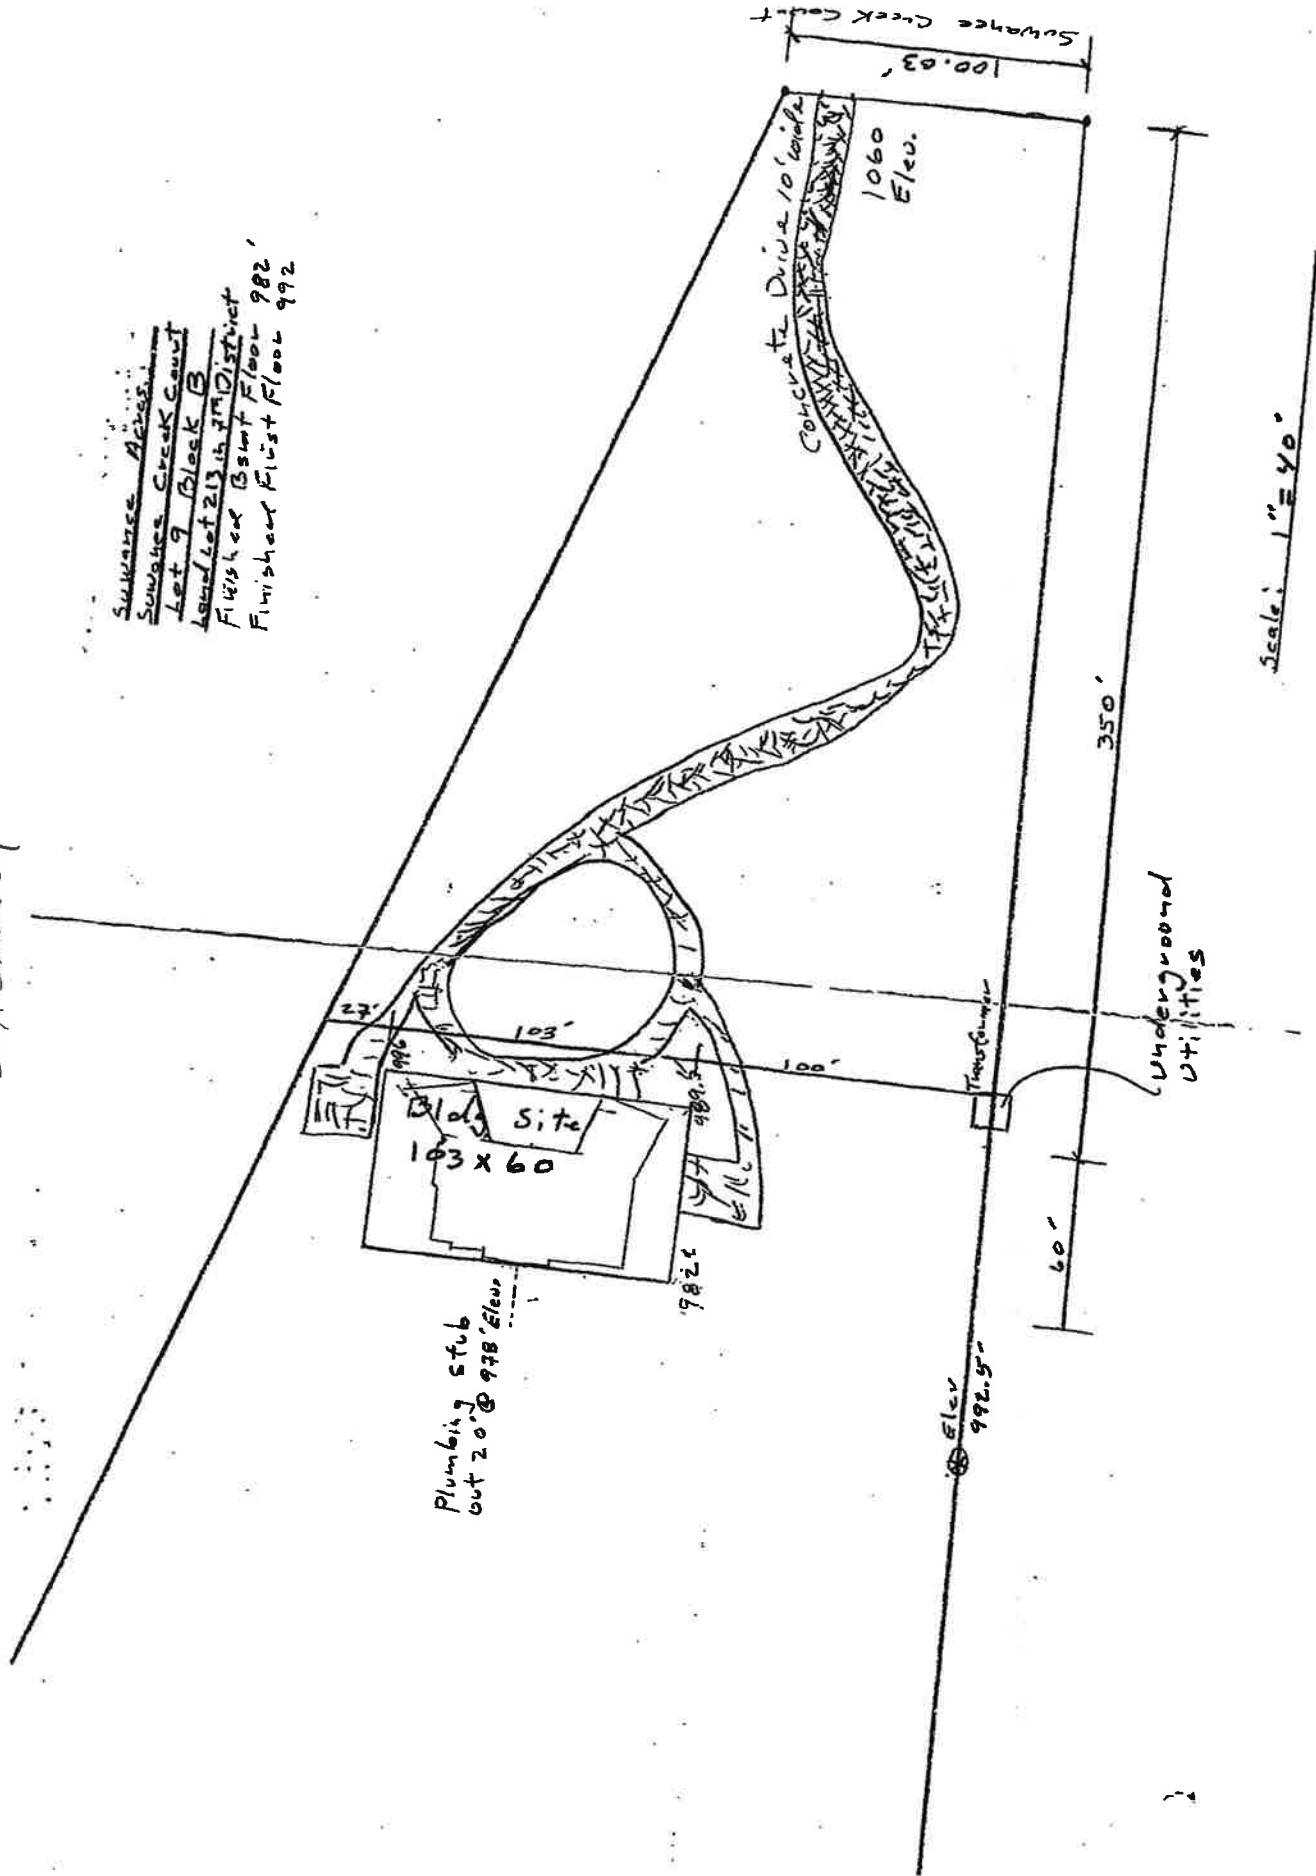 Suwanee Acres
Suwanee Creek Court
Lot 9 Block B
Land Lot 213 in 7th District
Finished Bsmt Floor 982'
Finished First Floor 992
Suwanee Creek Court
100.03'
Concrete Drive 10' wide
1060
Elev.
27'
103'
100'
996
989.5
Bldg Site
103 x 60
982
Plumbing stub
out 20' @ 978' Elev.
Transformer
Underground
Utilities
350'
60'
Elev
992.5'
Scale: 1" = 40'